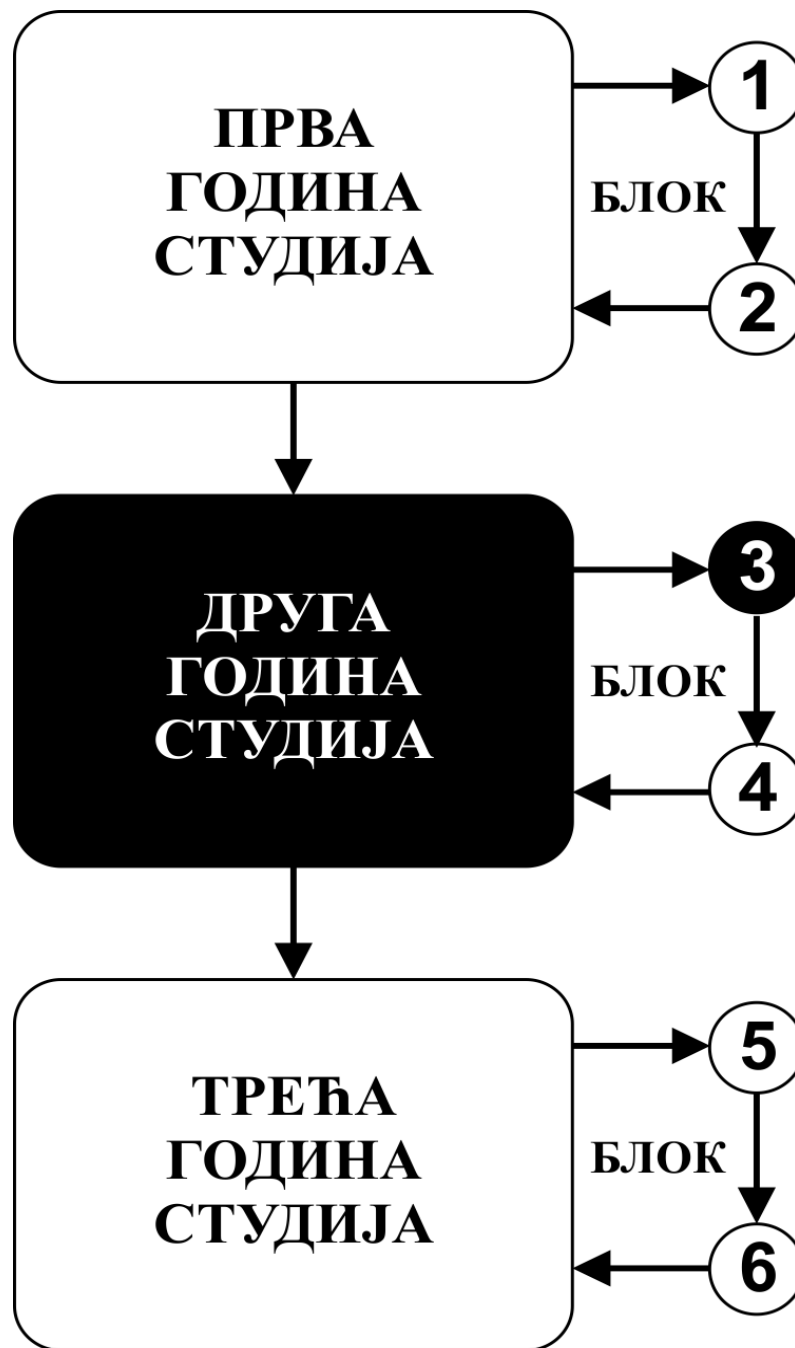 ПРВА
ГОДИНА
СТУДИЈА
1
БЛОК
2
ДРУГА
ГОДИНА
СТУДИЈА
3
БЛОК
4
ТРЕЋА
ГОДИНА
СТУДИЈА
5
БЛОК
6